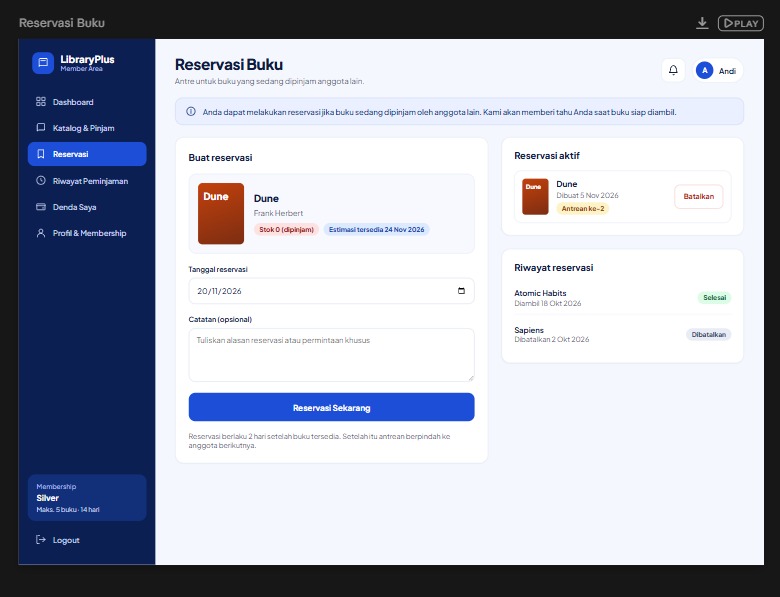 Reservasi Buku
PLAY
LibraryPlus
Member Area
Dashboard
Katalog & Pinjam
Reservasi
Riwayat Peminjaman
Denda Saya
Profil & Membership
Membership
Silver
Maks. 5 buku · 14 hari
Logout
Reservasi Buku
Antre untuk buku yang sedang dipinjam anggota lain.
A
Andi
Anda dapat melakukan reservasi jika buku sedang dipinjam oleh anggota lain. Kami akan memberi tahu Anda saat buku siap diambil.
Buat reservasi
Dune
Dune
Frank Herbert
Stok 0 (dipinjam)
Estimasi tersedia 24 Nov 2026
Tanggal reservasi
20/11/2026
Catatan (opsional)
Tuliskan alasan reservasi atau permintaan khusus
Reservasi Sekarang
Reservasi berlaku 2 hari setelah buku tersedia. Setelah itu antrean berpindah ke
anggota berikutnya.
Reservasi aktif
Dune
Dune
Dibuat 5 Nov 2026
Antrean ke-2
Batalkan
Riwayat reservasi
Atomic Habits
Diambil 18 Okt 2026
Selesai
Sapiens
Dibatalkan 2 Okt 2026
Dibatalkan